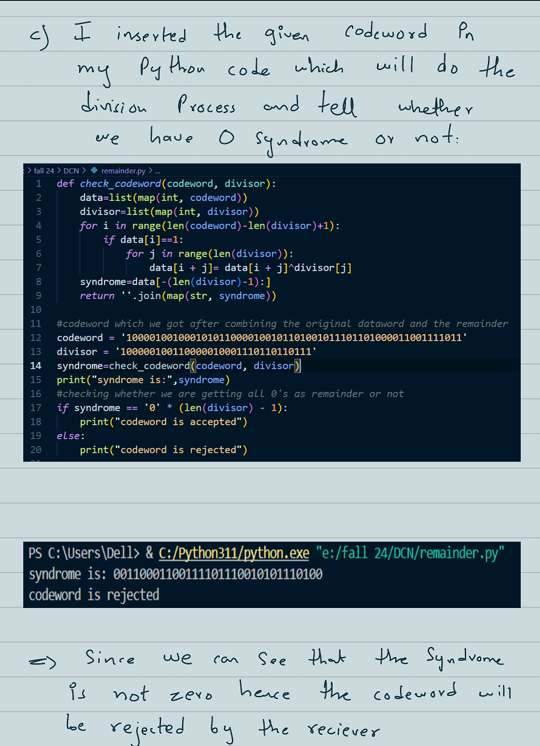 c) I inserted the given codeword in
my Python code which will do the
division Process and tell whether
we have 0 syndrome or not:
> fall 24 > DCN > remainder.py > ...
1 def check_codeword(codeword, divisor):
2 data=list(map(int, codeword))
3 divisor=list(map(int, divisor))
4 for i in range(len(codeword)-len(divisor)+1):
5 if data[i]==1:
6 for j in range(len(divisor)):
7 data[i + j]= data[i + j]^divisor[j]
8 syndrome=data[-(len(divisor)-1):]
9 return ''.join(map(str, syndrome))
10
11 #codeword which we got after combining the original dataword and the remainder
12 codeword = '1000010010001010110000100101101001011101101000011001111011'
13 divisor = '100000100110000010001110110110111'
14 syndrome=check_codeword(codeword, divisor)
15 print("syndrome is:",syndrome)
16 #checking whether we are getting all 0's as remainder or not
17 if syndrome == '0' * (len(divisor) - 1):
18 print("codeword is accepted")
19 else:
20 print("codeword is rejected")
PS C:\Users\Dell> & C:/Python311/python.exe "e:/fall 24/DCN/remainder.py"
syndrome is: 00110001100111101110010101110100
codeword is rejected
=> Since we can see that the Syndrome
is not zero hence the codeword will
be rejected by the reciever